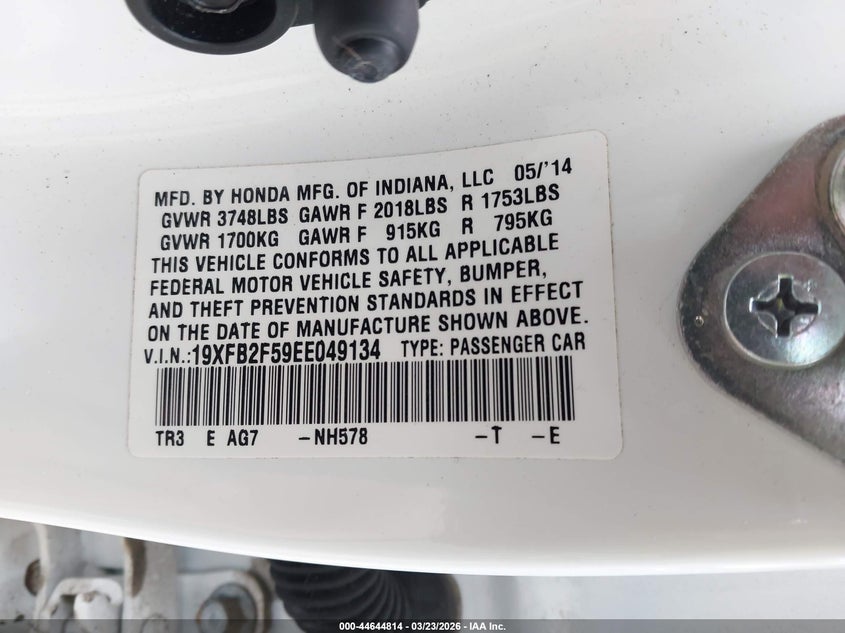 MFD. BY HONDA MFG. OF INDIANA, LLC 05/'14
GVWR 3748LBS GAWR F 2018LBS R 1753LBS
GVWR 1700KG GAWR F 915KG R 795KG
THIS VEHICLE CONFORMS TO ALL APPLICABLE
FEDERAL MOTOR VEHICLE SAFETY, BUMPER,
AND THEFT PREVENTION STANDARDS IN EFFECT
ON THE DATE OF MANUFACTURE SHOWN ABOVE.
V.I.N.:19XFB2F59EE049134 TYPE: PASSENGER CAR
TR3 E AG7 –NH578 –T –E
000-44644814 - 03/23/2026 - IAA Inc.